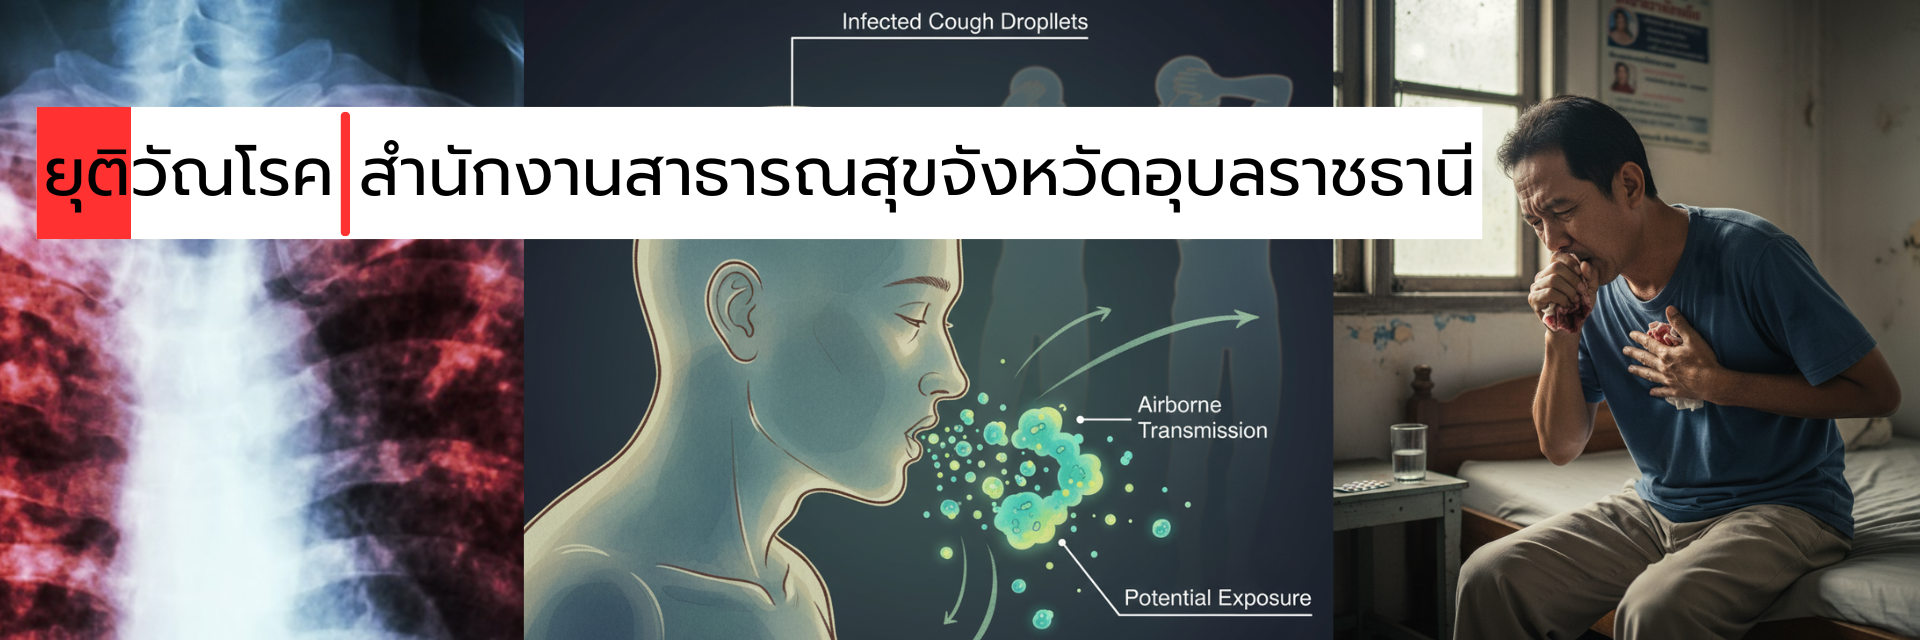 Infected Cough Dropllets
ยุติวัณโรค สำนักงานสาธารณสุขจังหวัดอุบลราชธานี
Airborne
Transmission
Potential Exposure